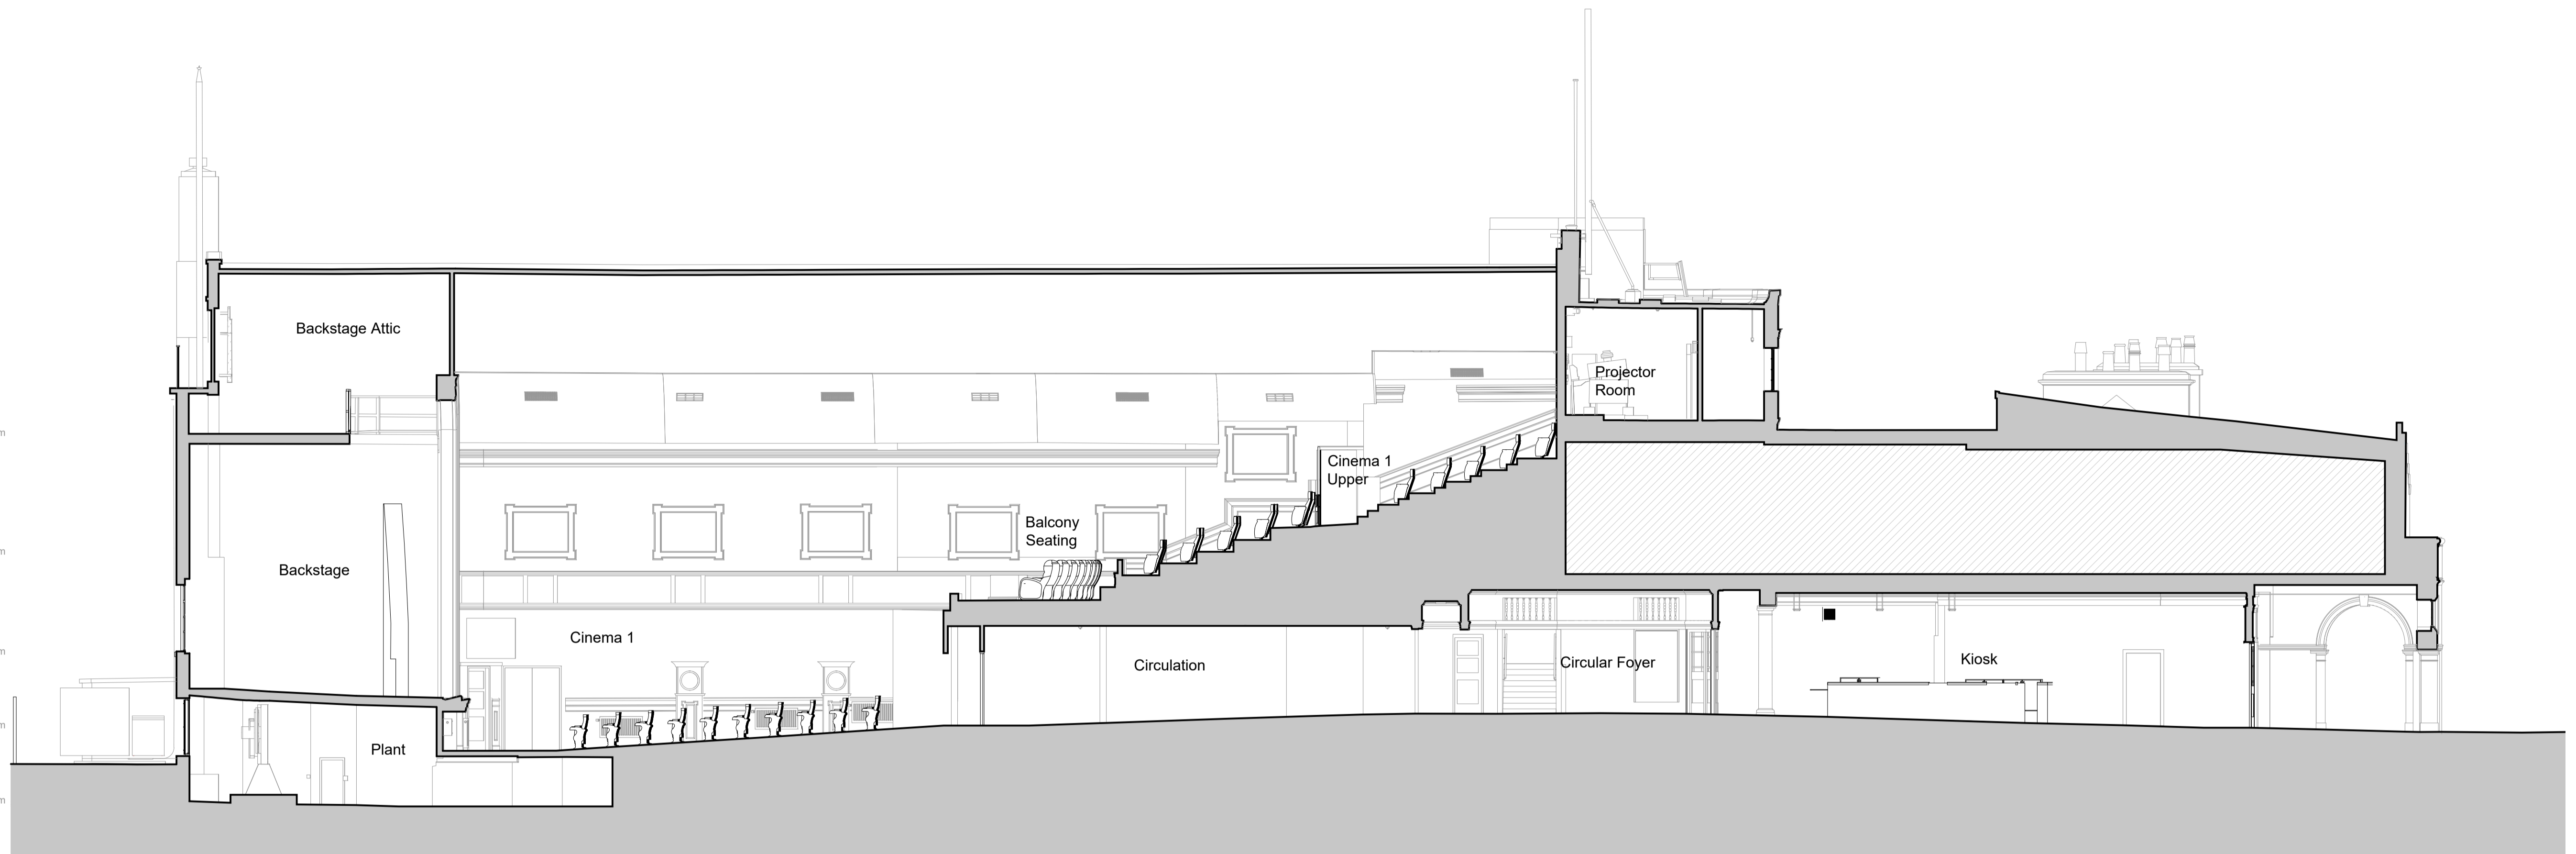 Backstage Attic
Projector
Room
Cinema 1
Upper
Balcony
Seating
Backstage
Cinema 1
Circulation
Circular Foyer
Kiosk
Plant
m
m
m
m
m